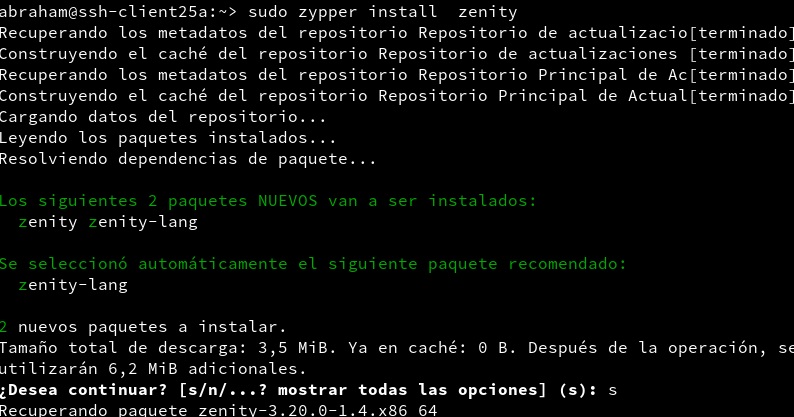 abraham@ssh-client25a:~> sudo zypper install  zenity
Recuperando los metadatos del repositorio Repositorio de actualizacio[terminado]
Construyendo el caché del repositorio Repositorio de actualizaciones [terminado]
Recuperando los metadatos del repositorio Repositorio Principal de Ac[terminado]
Construyendo el caché del repositorio Repositorio Principal de Actual[terminado]
Cargando datos del repositorio...
Leyendo los paquetes instalados...
Resolviendo dependencias de paquete...
Los siguientes 2 paquetes NUEVOS van a ser instalados:
zenity zenity-lang
Se seleccionó automáticamente el siguiente paquete recomendado:
zenity-lang
2 nuevos paquetes a instalar.
Tamaño total de descarga: 3,5 MiB. Ya en caché: 0 B. Después de la operación, se
utilizarán 6,2 MiB adicionales.
¿Desea continuar? [s/n/...? mostrar todas las opciones] (s): s
Recuperando paquete zenity-3.20.0-1.4.x86_64